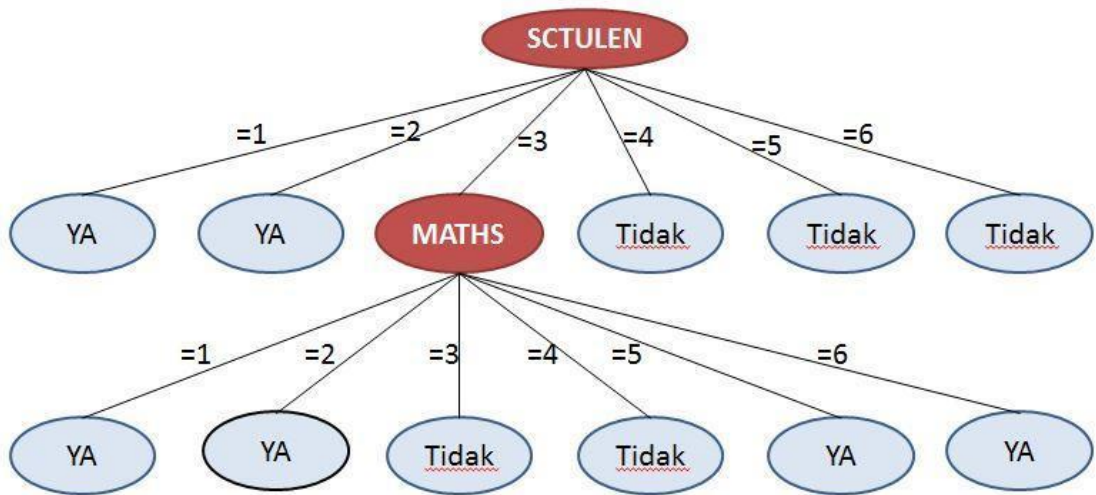 SCTULEN
=1
=2
=3
=4
=5
=6
YA
YA
MATHS
Tidak
Tidak
Tidak
=1
=2
=3
=4
=5
=6
YA
YA
Tidak
Tidak
YA
YA